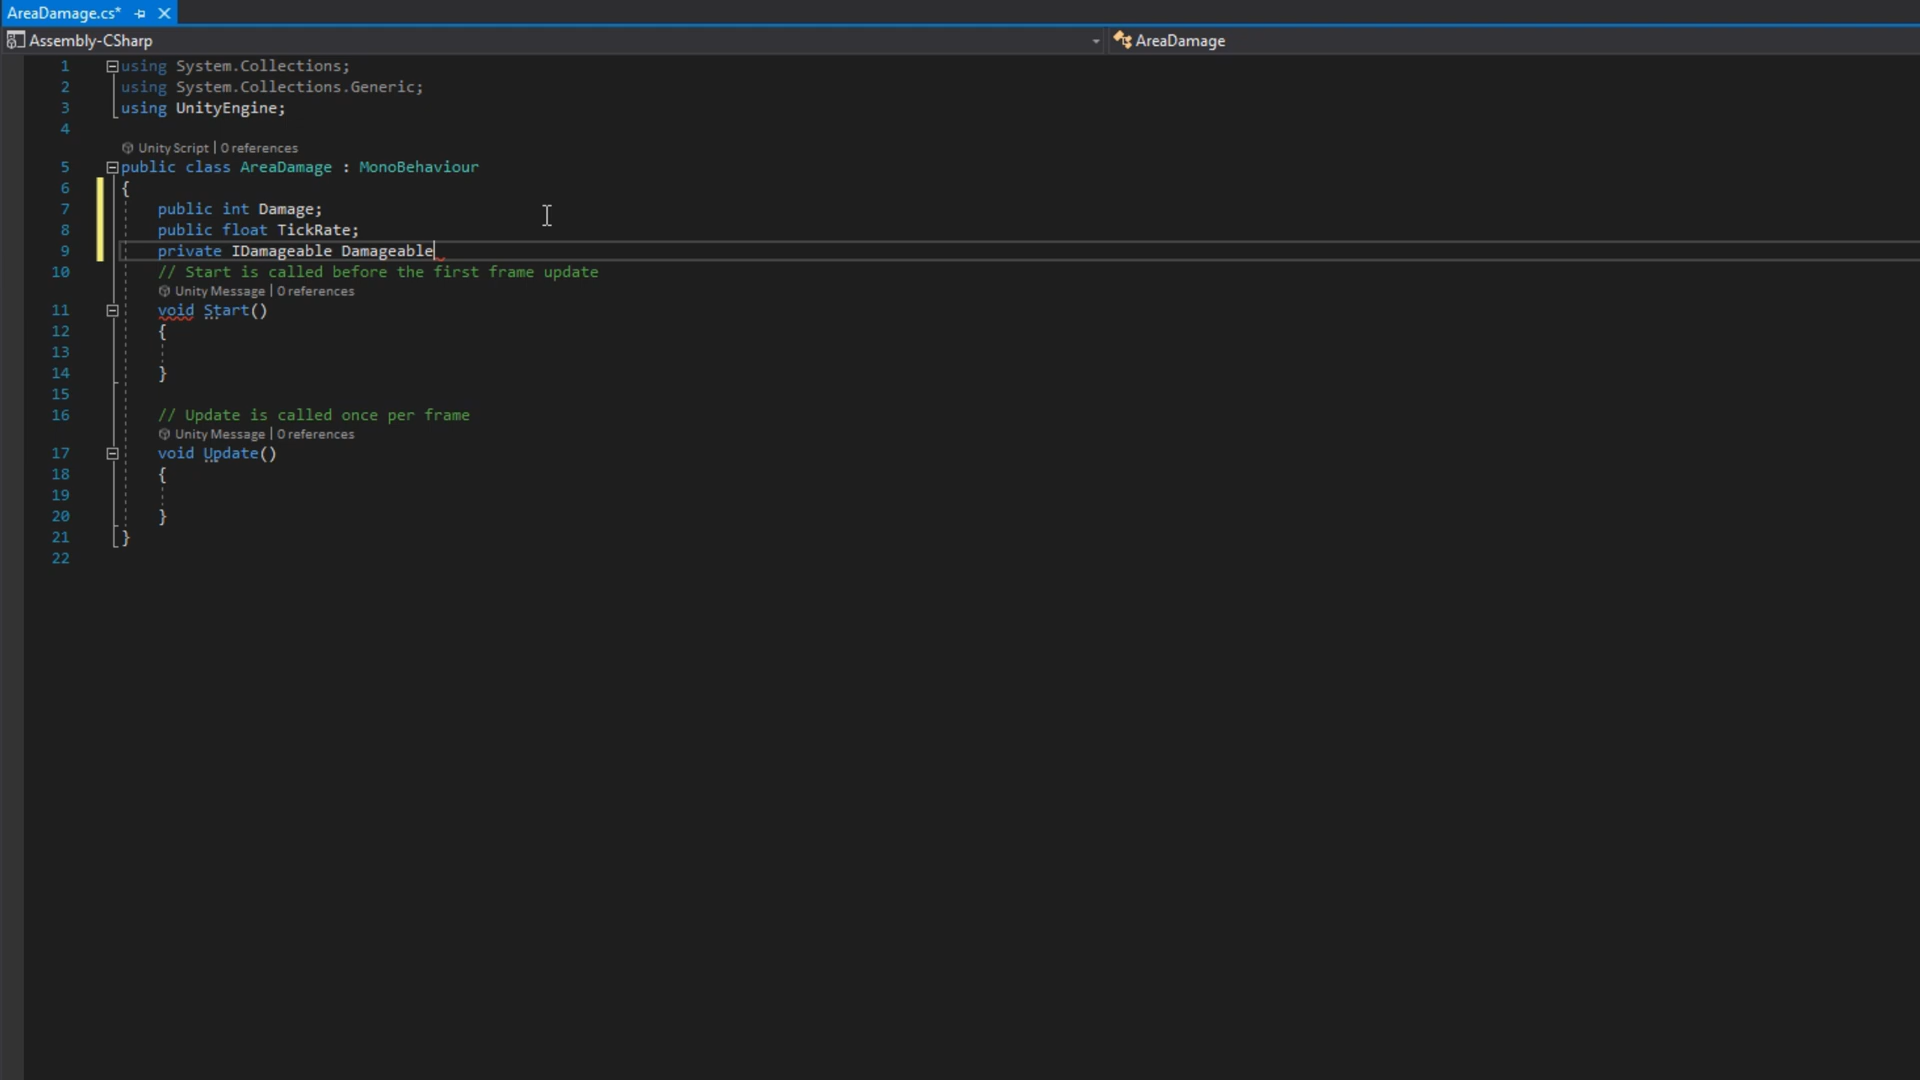 AreaDamage.cs*
Assembly-CSharp AreaDamage
1 using System.Collections;
2 using System.Collections.Generic;
3 using UnityEngine;
4
Unity Script | 0 references
5 public class AreaDamage : MonoBehaviour
6 {
7 public int Damage;
8 public float TickRate;
9 private IDamageable Damageable
10 // Start is called before the first frame update
Unity Message | 0 references
11 void Start()
12 {
13
14 }
15
16 // Update is called once per frame
Unity Message | 0 references
17 void Update()
18 {
19
20 }
21 }
22